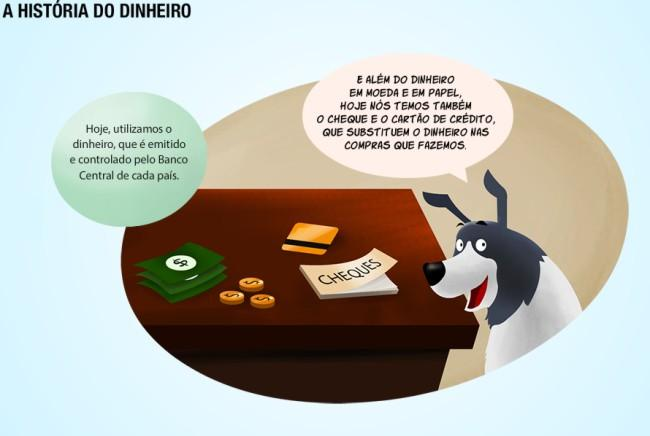 A HISTÓRIA DO DINHEIRO
Hoje, utilizamos o
dinheiro, que é emitido
e controlado pelo Banco
Central de cada país.
E ALÉM DO DINHEIRO
EM MOEDA E EM PAPEL,
HOJE NÓS TEMOS TAMBÉM
O CHEQUE E O CARTÃO DE CRÉDITO,
QUE SUBSTITUEM O DINHEIRO NAS
COMPRAS QUE FAZEMOS.
$
CHEQUES
$
$
$